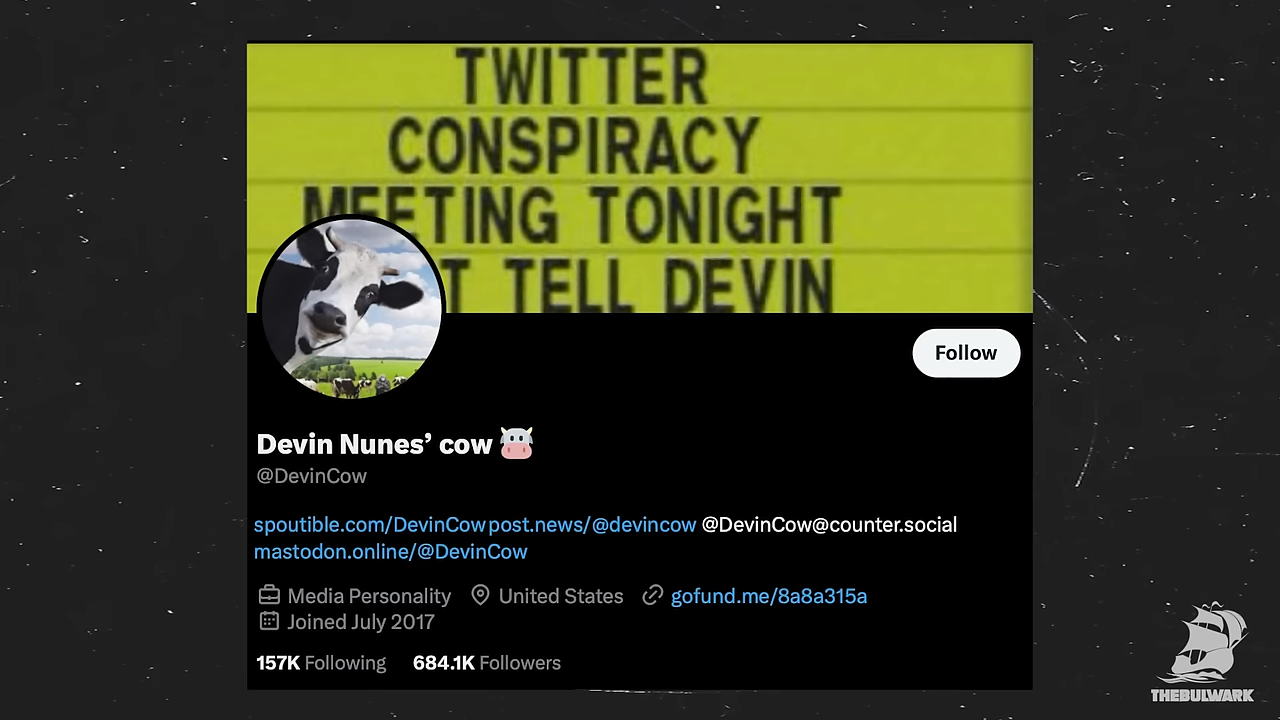 TWITTER
CONSPIRACY
MEETING TONIGHT
T TELL DEVIN
Follow
Devin Nunes’ cow 🐮
@DevinCow
spoutible.com/DevinCow post.news/@devincow @DevinCow@counter.social
mastodon.online/@DevinCow
Media Personality United States gofund.me/8a8a315a
Joined July 2017
157K Following 684.1K Followers
THEBULWARK